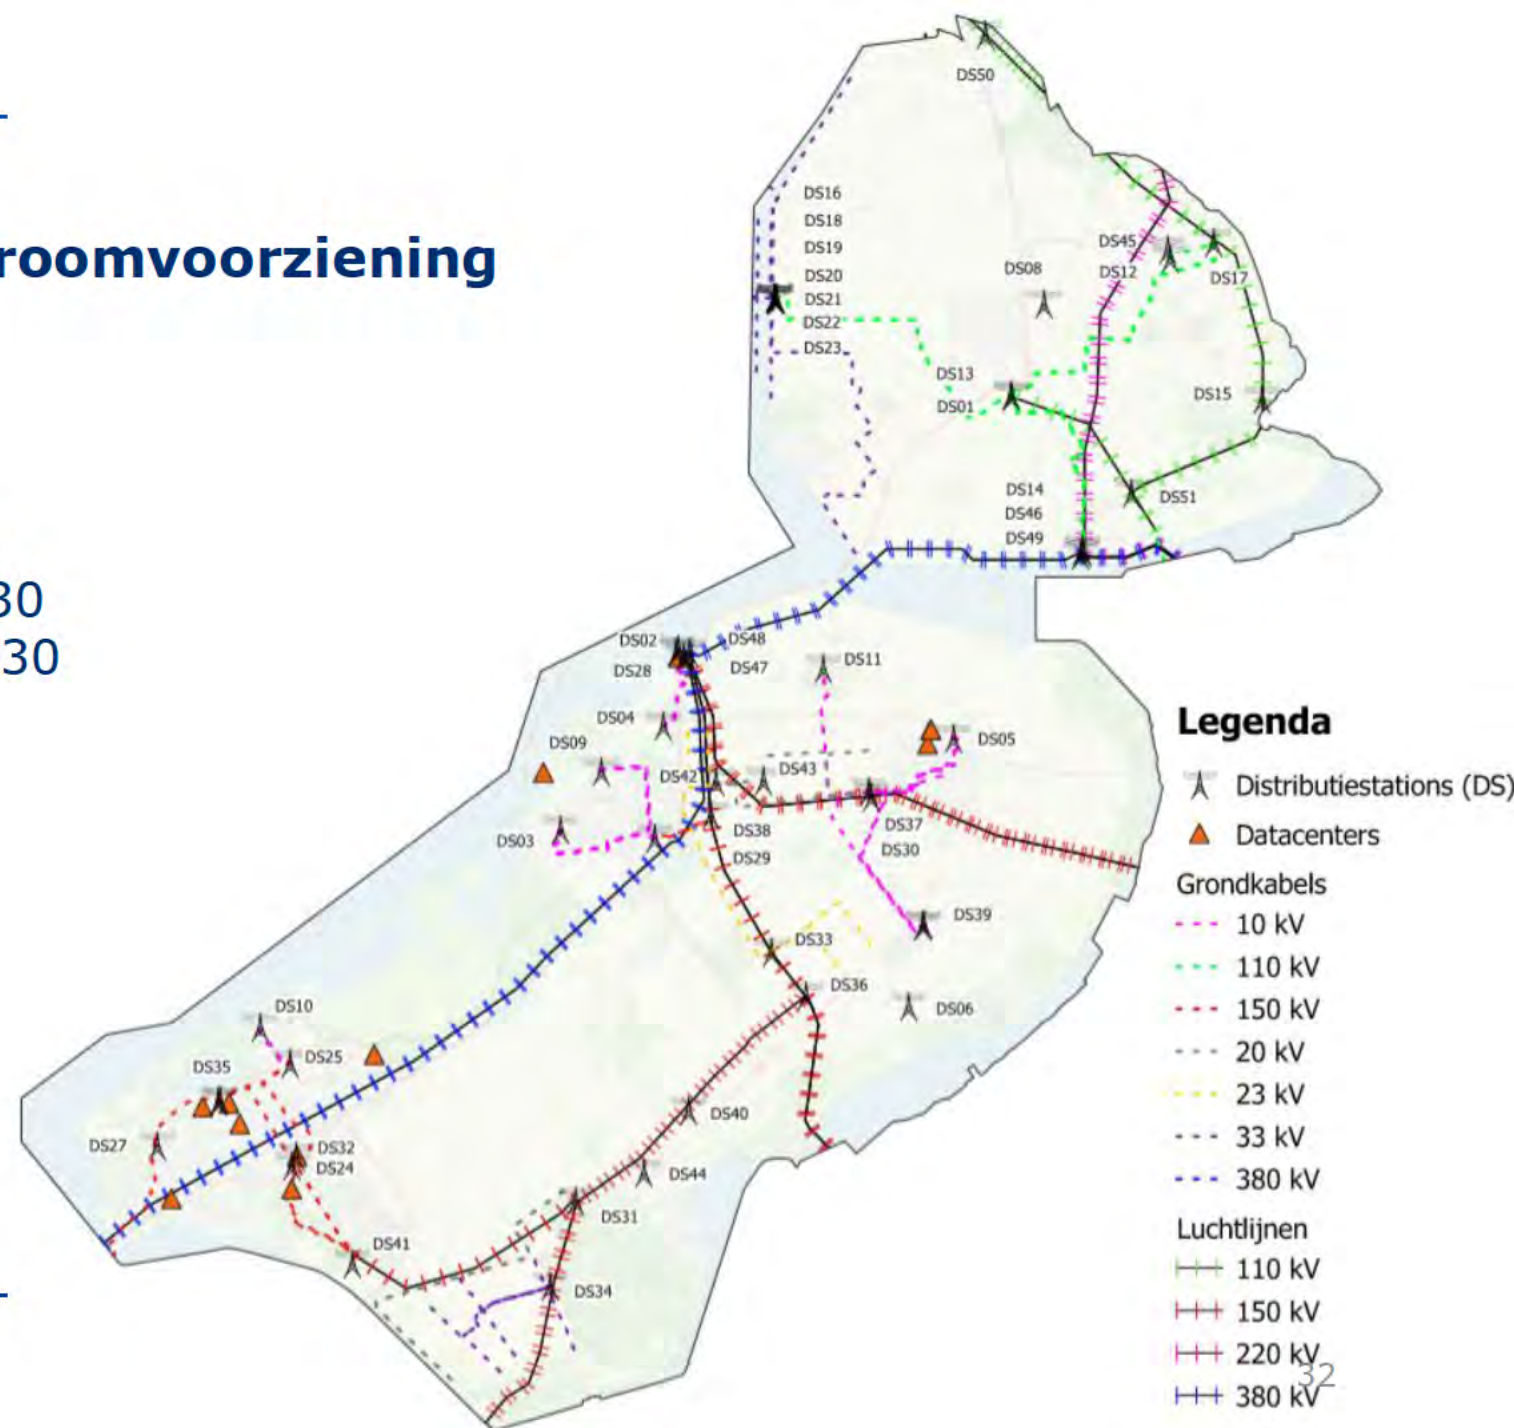 roomvoorziening
30
30
DS50
DS16
DS18
DS19
DS20
DS21
DS22
DS23
DS45
DS08
DS12
DS17
DS13
DS01
DS15
DS14
DS46
DS49
DS51
DS02
DS48
DS28
DS47
DS11
DS04
DS09
DS05
DS42
DS43
DS03
DS38
DS37
DS29
DS30
DS39
DS33
DS36
DS06
DS10
DS25
DS35
DS27
DS32
DS24
DS40
DS44
DS31
DS41
DS34
Legenda
Distributiestations (DS)
Datacenters
Grondkabels
10 kV
110 kV
150 kV
20 kV
23 kV
33 kV
380 kV
Luchtlijnen
110 kV
150 kV
220 kV
32
380 kV